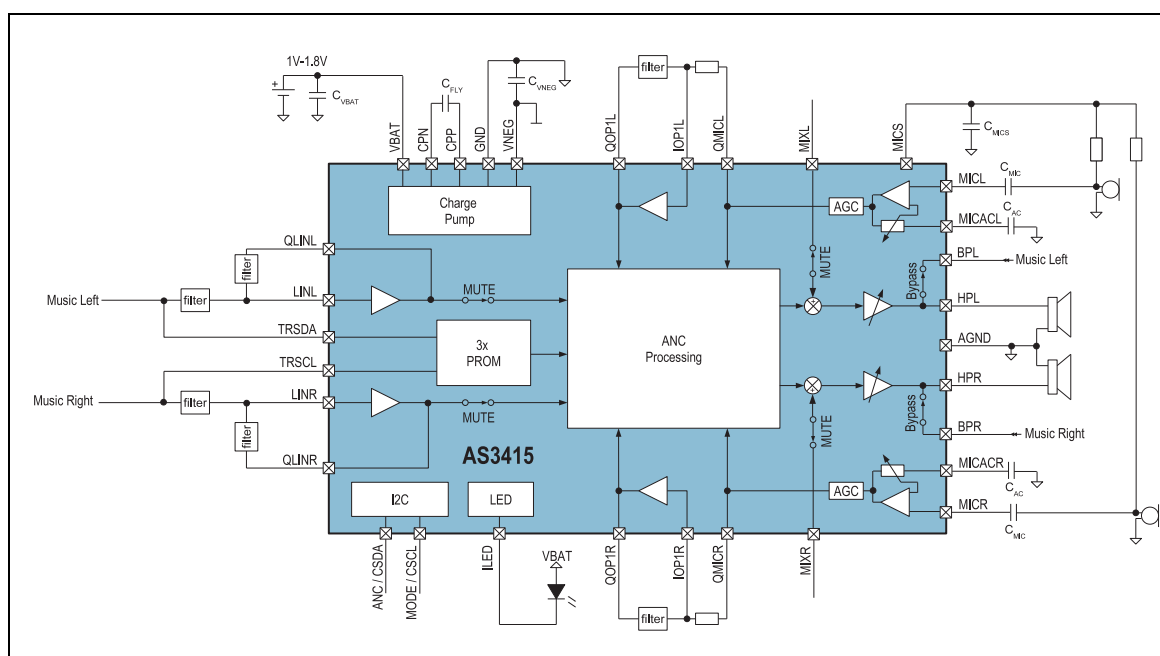 1V-1.8V
+
CVBAT
CFLY
CVNEG
filter
VBAT
CPN
CPP
GND
VNEG
QOP1L
IOP1L
QMICL
MIXL
MICS
CMICS
Charge
Pump
AGC
MICL
CMIC
MICACL
CAC
QLINL
filter
MUTE
BPL
Music Left
Bypass
Music Left
filter
LINL
MUTE
HPL
TRSDA
3x
PROM
ANC
Processing
AGND
TRSCL
Music Right
filter
LINR
MUTE
HPR
filter
MUTE
Bypass
BPR
Music Right
QLINR
AS3415
AGC
MICACR
CAC
I2C
LED
MICR
CMIC
ANC / CSDA
MODE / CSCL
ILED
VBAT
QOP1R
IOP1R
QMICR
MIXR
filter